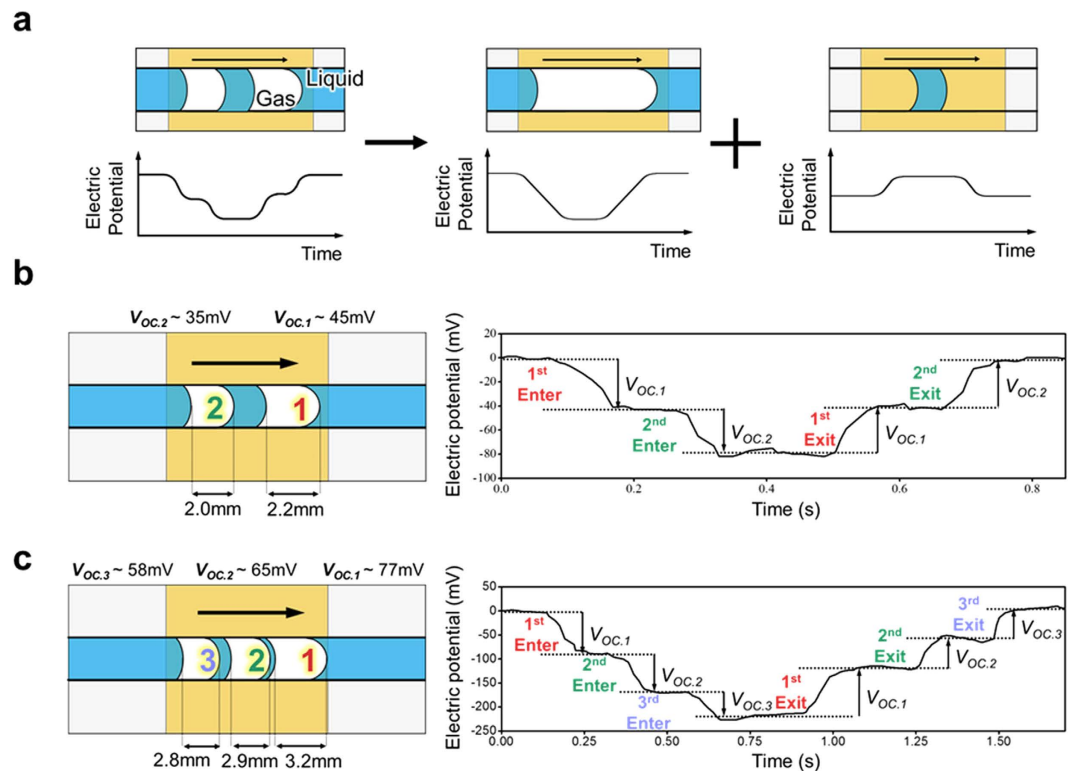 a
Liquid
Gas
Electric
Potential
Time
Electric
Potential
Time
Electric
Potential
Time
b
VOC.2 ~ 35mV VOC.1 ~ 45mV
2 1
2.0mm 2.2mm
Electric potential (mV)
20
0
-20
-40
-60
-80
-100
0.0 0.2 0.4 0.6 0.8
Time (s)
1st
Enter
VOC.1
2nd
Enter
VOC.2
1st
Exit
VOC.1
2nd
Exit
VOC.2
c
VOC.3 ~ 58mV VOC.2 ~ 65mV VOC.1 ~ 77mV
3 2 1
2.8mm 2.9mm 3.2mm
Electric potential (mV)
50
0
-50
-100
-150
-200
-250
0.00 0.25 0.50 0.75 1.00 1.25 1.50
Time (s)
1st
Enter
VOC.1
2nd
Enter
VOC.2
3rd
Enter
VOC.3
1st
Exit
VOC.1
2nd
Exit
VOC.2
3rd
Exit
VOC.3